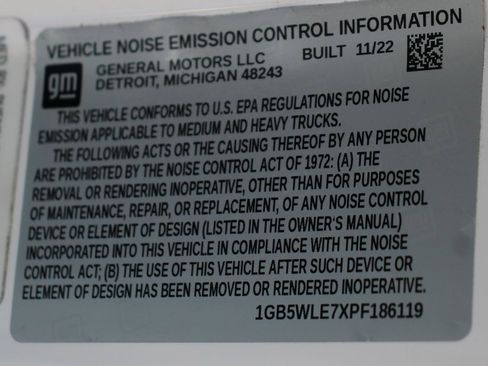 VEHICLE NOISE EMISSION CONTROL INFORMATION
gm
GENERAL MOTORS LLC BUILT 11/22
DETROIT, MICHIGAN 48243
THIS VEHICLE CONFORMS TO U.S. EPA REGULATIONS FOR NOISE
EMISSION APPLICABLE TO MEDIUM AND HEAVY TRUCKS.
THE FOLLOWING ACTS OR THE CAUSING THEREOF BY ANY PERSON
ARE PROHIBITED BY THE NOISE CONTROL ACT OF 1972: (A) THE
REMOVAL OR RENDERING INOPERATIVE, OTHER THAN FOR PURPOSES
OF MAINTENANCE, REPAIR, OR REPLACEMENT, OF ANY NOISE CONTROL
DEVICE OR ELEMENT OF DESIGN (LISTED IN THE OWNER'S MANUAL)
INCORPORATED INTO THIS VEHICLE IN COMPLIANCE WITH THE NOISE
CONTROL ACT; (B) THE USE OF THIS VEHICLE AFTER SUCH DEVICE OR
ELEMENT OF DESIGN HAS BEEN REMOVED OR RENDERED INOPERATIVE.
1GB5WLE7XPF186119